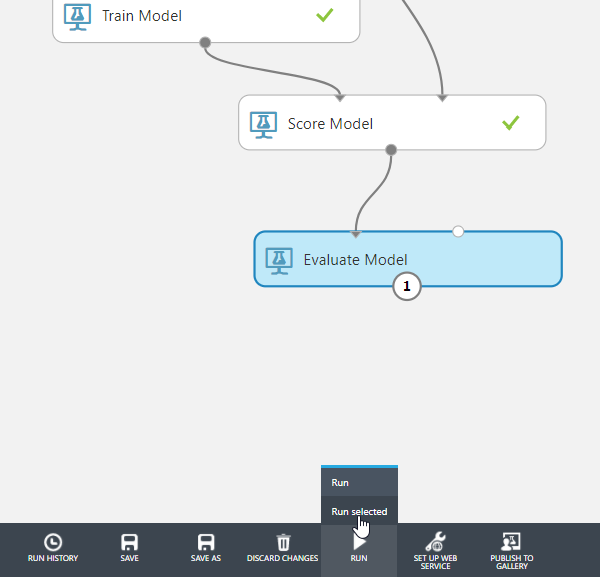 Train Model
Score Model
Evaluate Model
1
Run
Run selected
RUN HISTORY
SAVE
SAVE AS
DISCARD CHANGES
RUN
SET UP WEB
SERVICE
PUBLISH TO
GALLERY